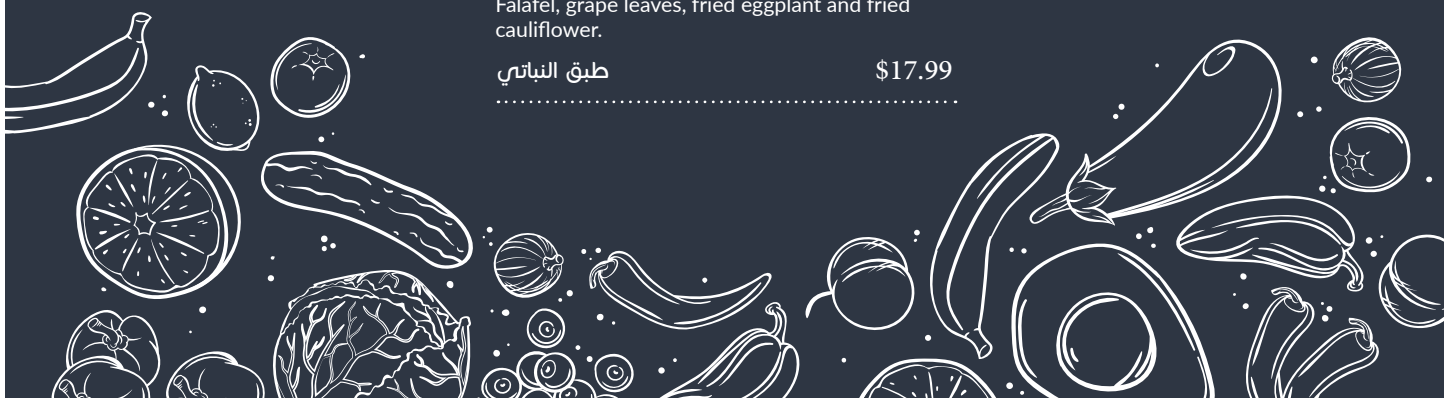 Falafel, grape leaves, fried eggplant and fried
cauliflower.
طبق النباتي
$17.99